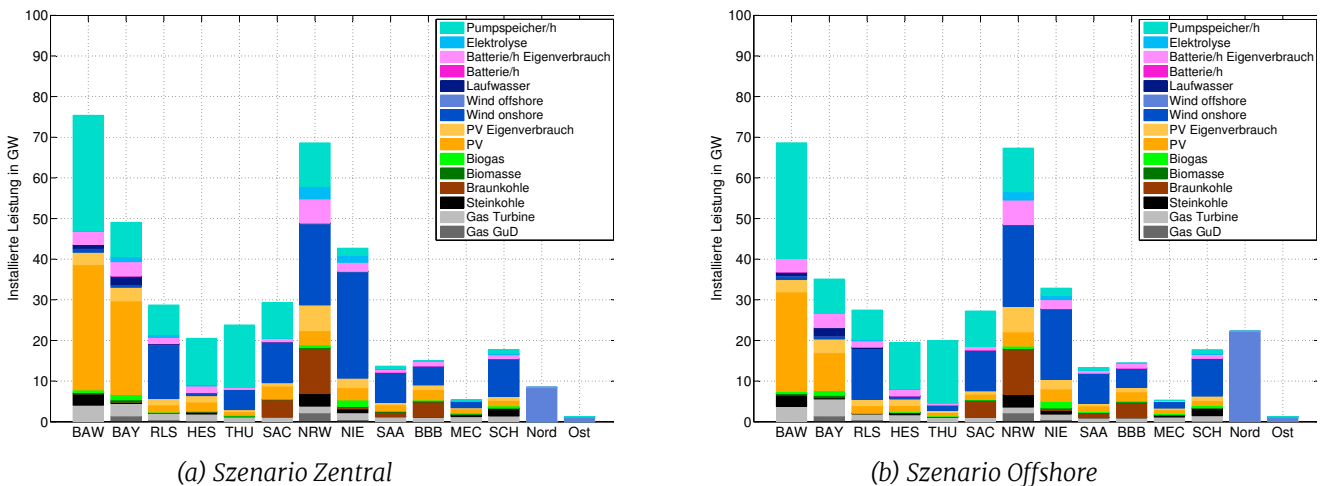 Installierte Leistung in GW
100
90
80
70
60
50
40
30
20
10
0
Pumpspeicher/h
Elektrolyse
Batterie/h Eigenverbrauch
Batterie/h
Laufwasser
Wind offshore
Wind onshore
PV Eigenverbrauch
PV
Biogas
Biomasse
Braunkohle
Steinkohle
Gas Turbine
Gas GuD
BAW BAY RLS HES THU SAC NRW NIE SAA BBB MEC SCH Nord Ost
(a) Szenario Zentral
Installierte Leistung in GW
100
90
80
70
60
50
40
30
20
10
0
Pumpspeicher/h
Elektrolyse
Batterie/h Eigenverbrauch
Batterie/h
Laufwasser
Wind offshore
Wind onshore
PV Eigenverbrauch
PV
Biogas
Biomasse
Braunkohle
Steinkohle
Gas Turbine
Gas GuD
BAW BAY RLS HES THU SAC NRW NIE SAA BBB MEC SCH Nord Ost
(b) Szenario Offshore